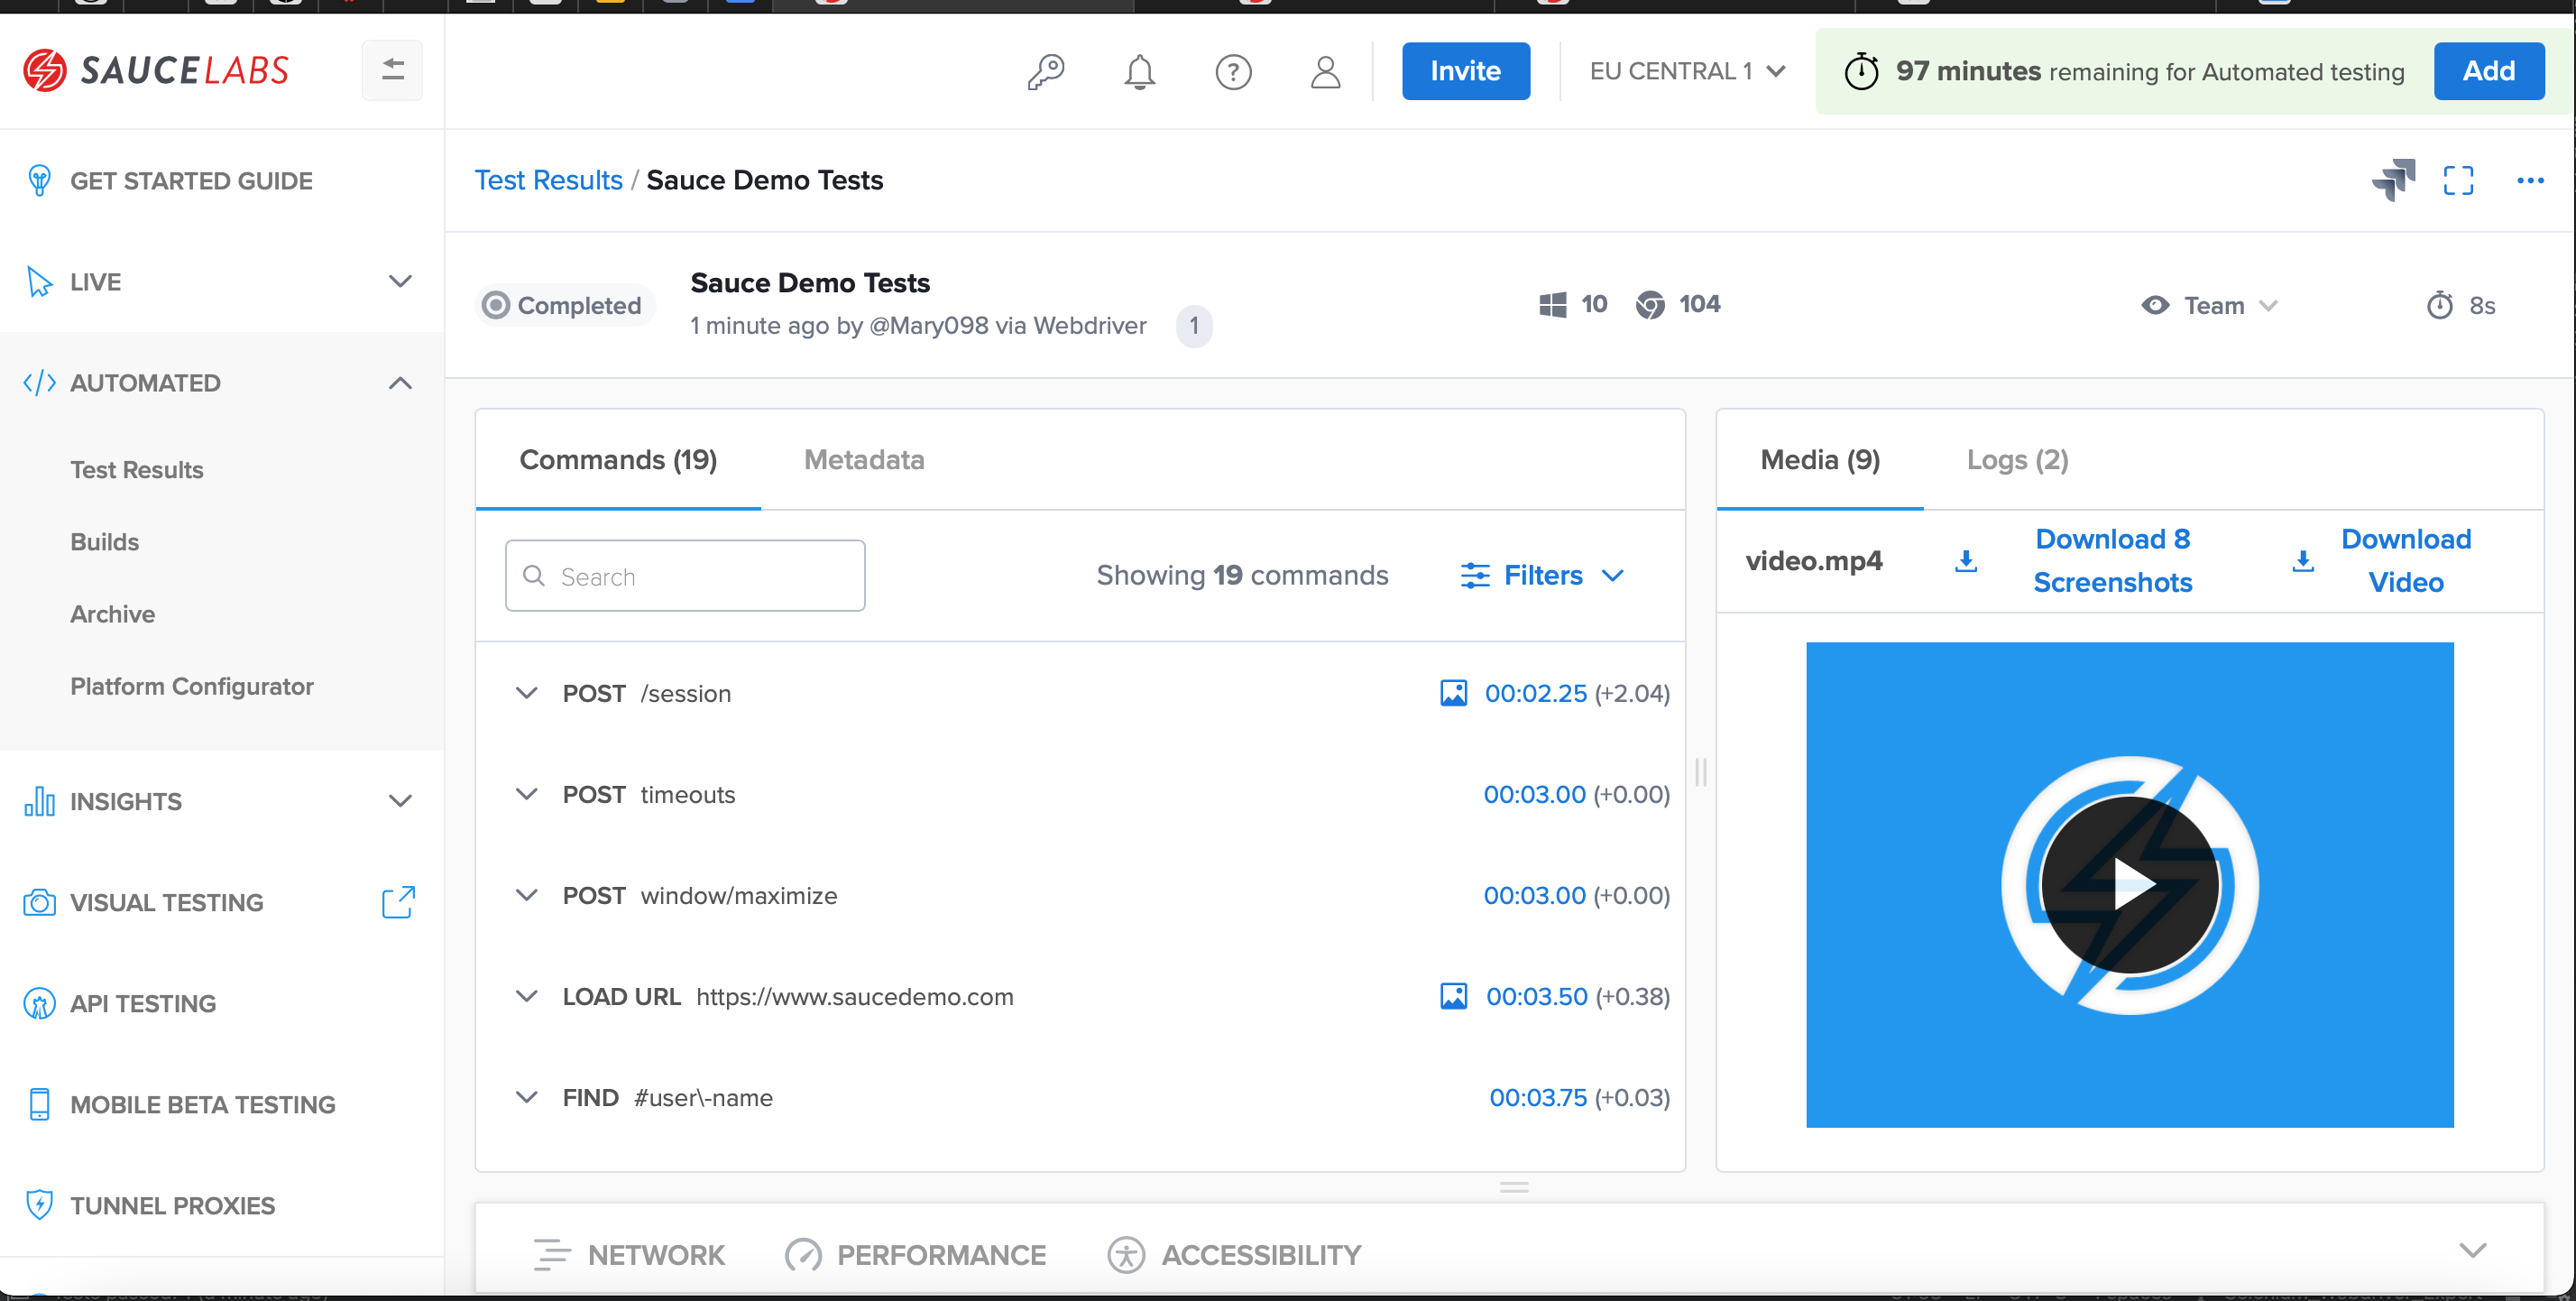 SAUCELABS
Invite
EU CENTRAL 1
97 minutes remaining for Automated testing
Add
GET STARTED GUIDE
LIVE
AUTOMATED
Test Results
Builds
Archive
Platform Configurator
INSIGHTS
VISUAL TESTING
API TESTING
MOBILE BETA TESTING
TUNNEL PROXIES
Test Results / Sauce Demo Tests
Completed
Sauce Demo Tests
1 minute ago by @Mary098 via Webdriver 1
10 104
Team
8s
Commands (19) Metadata
Search
Showing 19 commands
Filters
POST /session 00:02.25 (+2.04)
POST timeouts 00:03.00 (+0.00)
POST window/maximize 00:03.00 (+0.00)
LOAD URL https://www.saucedemo.com 00:03.50 (+0.38)
FIND #user\-name 00:03.75 (+0.03)
Media (9) Logs (2)
video.mp4
Download 8
Screenshots
Download
Video
NETWORK PERFORMANCE ACCESSIBILITY